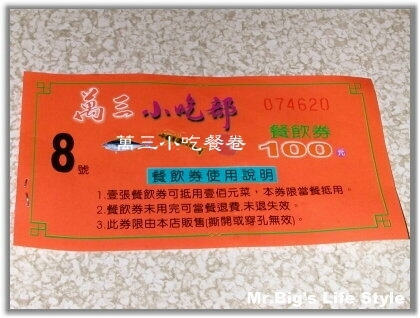 萬三小吃部
074620
萬三小吃餐卷
餐飲券
8號
100元
餐飲券使用說明
1.壹張餐飲券可抵用壹佰元菜，本券限當餐抵用。
2.餐飲券未用完可當餐退費,未退失效。
3.此券限由本店販售(撕開或穿孔無效)。
Mr.Big's Life Style